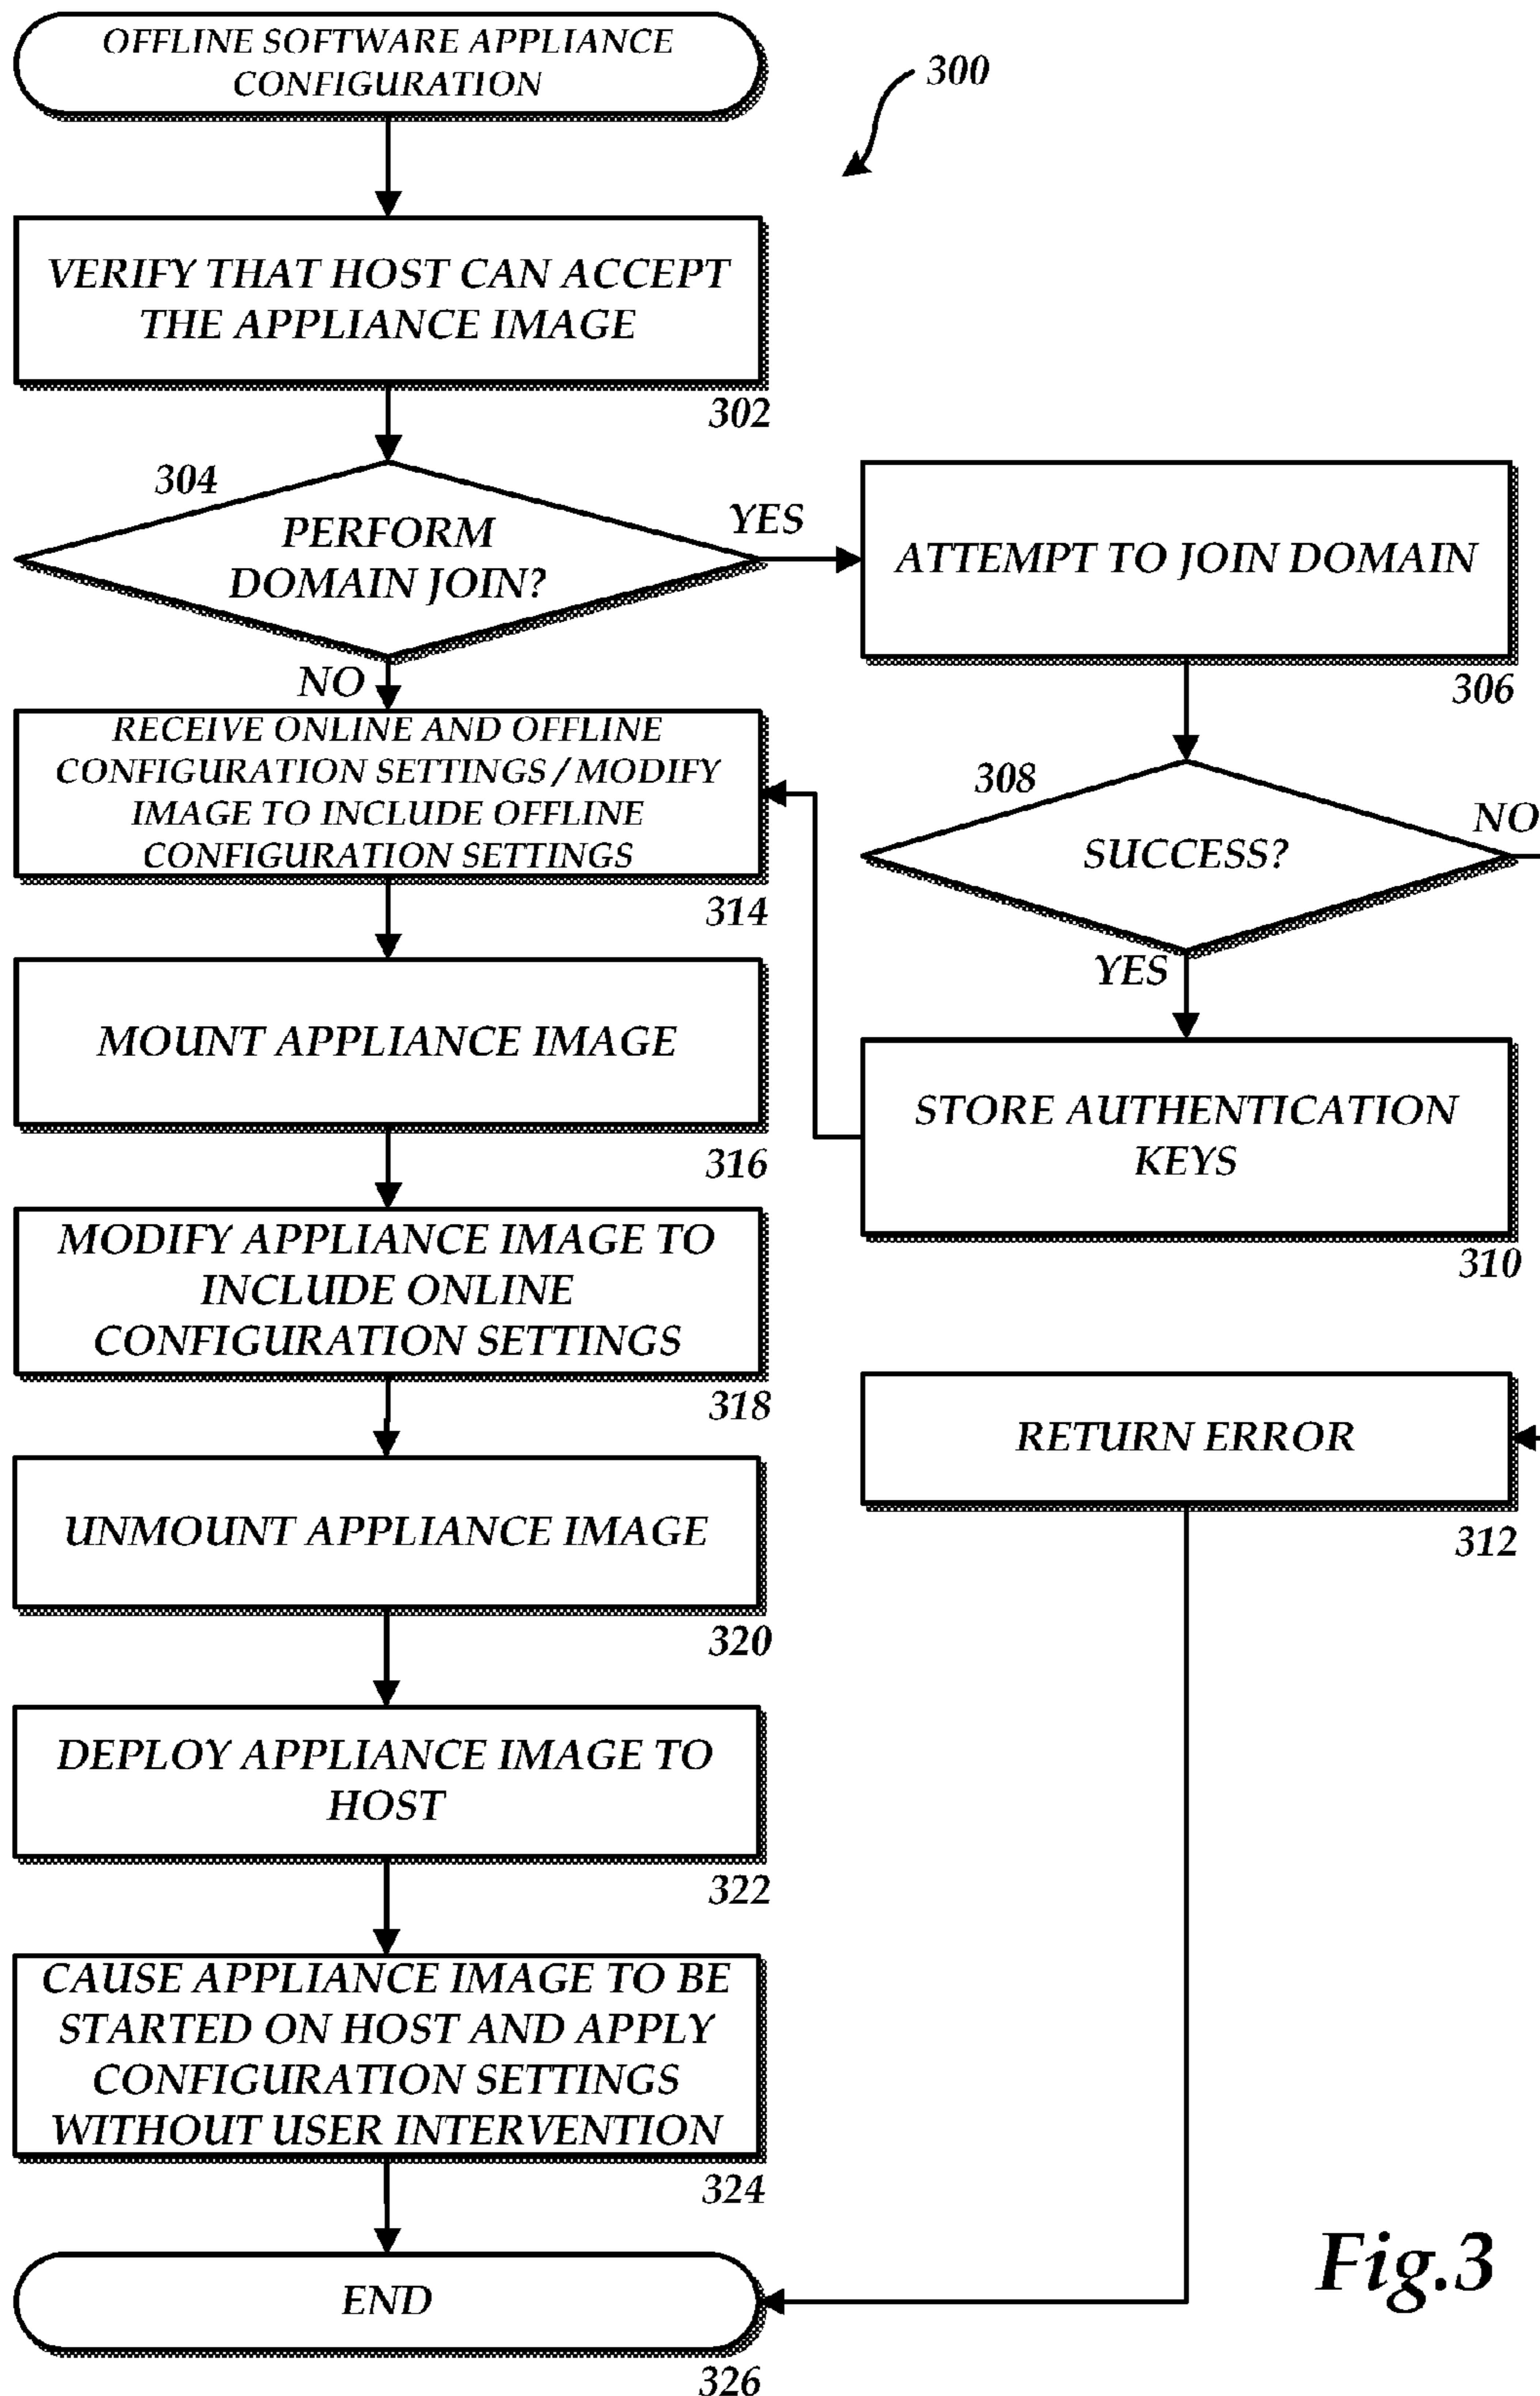 OFFLINE SOFTWARE APPLIANCE
CONFIGURATION
300
VERIFY THAT HOST CAN ACCEPT
THE APPLIANCE IMAGE
302
304
PERFORM
DOMAIN JOIN?
YES
NO
ATTEMPT TO JOIN DOMAIN
306
308
SUCCESS?
NO
YES
STORE AUTHENTICATION
KEYS
310
RETURN ERROR
312
RECEIVE ONLINE AND OFFLINE
CONFIGURATION SETTINGS / MODIFY
IMAGE TO INCLUDE OFFLINE
CONFIGURATION SETTINGS
314
MOUNT APPLIANCE IMAGE
316
MODIFY APPLIANCE IMAGE TO
INCLUDE ONLINE
CONFIGURATION SETTINGS
318
UNMOUNT APPLIANCE IMAGE
320
DEPLOY APPLIANCE IMAGE TO
HOST
322
CAUSE APPLIANCE IMAGE TO BE
STARTED ON HOST AND APPLY
CONFIGURATION SETTINGS
WITHOUT USER INTERVENTION
324
END
326
Fig.3